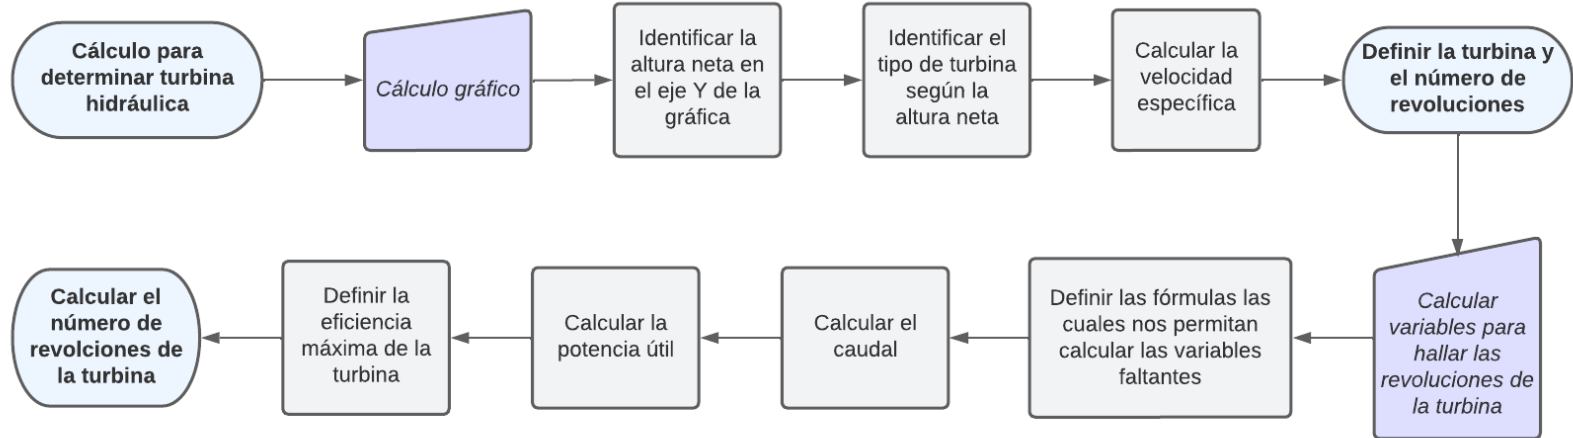 Cálculo para
determinar turbina
hidráulica
Cálculo gráfico
Identificar la
altura neta en
el eje Y de la
gráfica
Identificar el
tipo de turbina
según la
altura neta
Calcular la
velocidad
específica
Definir la turbina y
el número de
revoluciones
Calcular
variables para
hallar las
revoluciones de
la turbina
Definir las fórmulas las
cuales nos permitan
calcular las variables
faltantes
Calcular el
caudal
Calcular la
potencia útil
Definir la
eficiencia
máxima de la
turbina
Calcular el
número de
revolciones de
la turbina